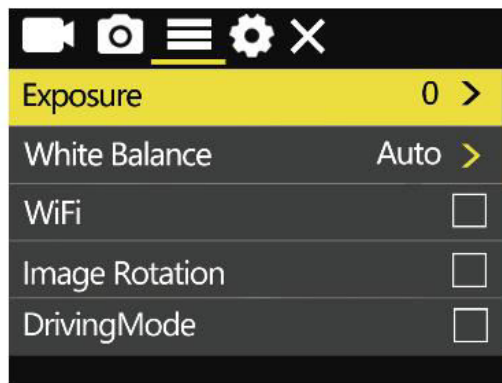 Exposure 0 >
White Balance Auto >
WiFi
Image Rotation
DrivingMode